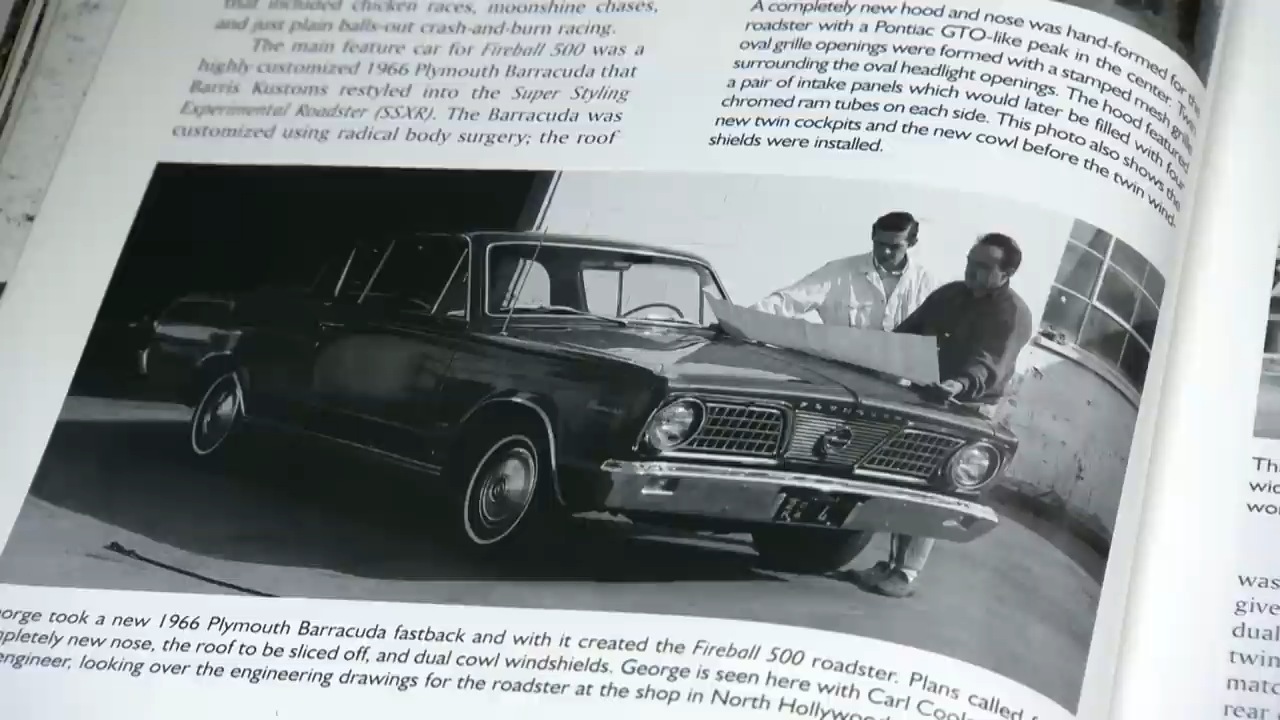 that included chicken races, moonshine chases,
and just plain balls-out crash-and-burn racing.
The main feature car for Fireball 500 was a
highly customized 1966 Plymouth Barracuda that
Barris Kustoms restyled into the Super Styling
Experimental Roadster (SSXR). The Barracuda was
customized using radical body surgery; the roof
A completely new hood and nose was hand-formed for the
roadster with a Pontiac GTO-like peak in the center. Twin
oval grille openings were formed with a stamped mesh grille
surrounding the oval headlight openings. The hood featured
a pair of intake panels which would later be filled with four
chromed ram tubes on each side. This photo also shows the
new twin cockpits and the new cowl before the twin wind-
shields were installed.
PLYMOUTH
orge took a new 1966 Plymouth Barracuda fastback and with it created the Fireball 500 roadster. Plans called
pletely new nose, the roof to be sliced off, and dual cowl windshields. George is seen here with Carl
engineer, looking over the engineering drawings for the roadster at the shop in North Hollywood
Th
wid
wo
was
give
dual
twin
matc
rear